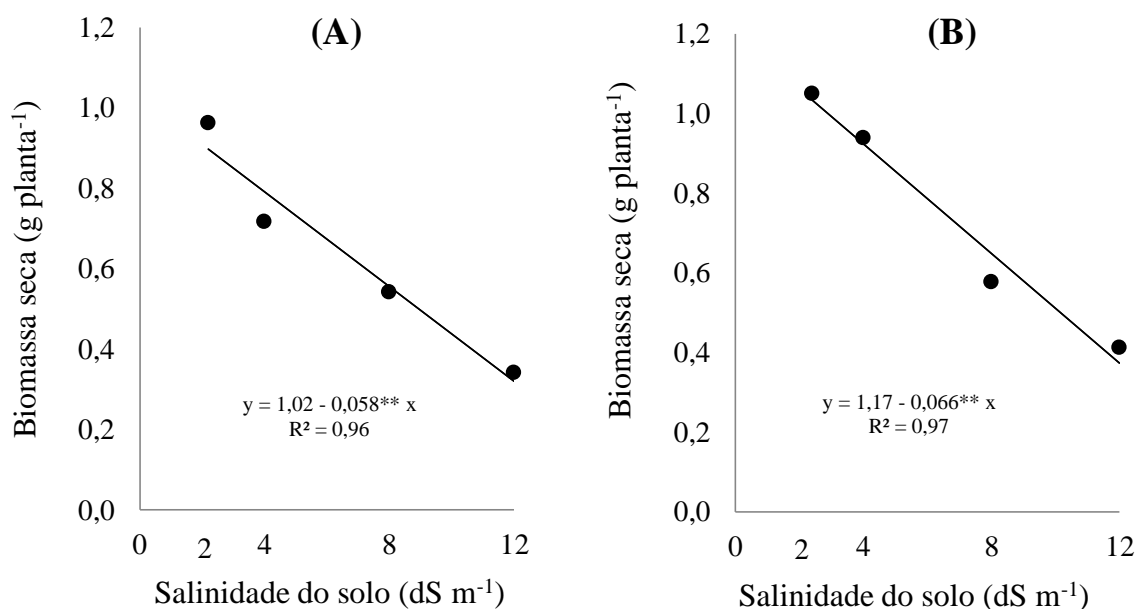 (A)
1,2
1,0
0,8
0,6
0,4
0,2
0,0
Biomassa seca (g planta⁻¹)
y = 1,02 - 0,058** x
R² = 0,96
0 2 4 8 12
Salinidade do solo (dS m⁻¹)
(B)
1,2
1,0
0,8
0,6
0,4
0,2
0,0
Biomassa seca (g planta⁻¹)
y = 1,17 - 0,066** x
R² = 0,97
0 2 4 8 12
Salinidade do solo (dS m⁻¹)